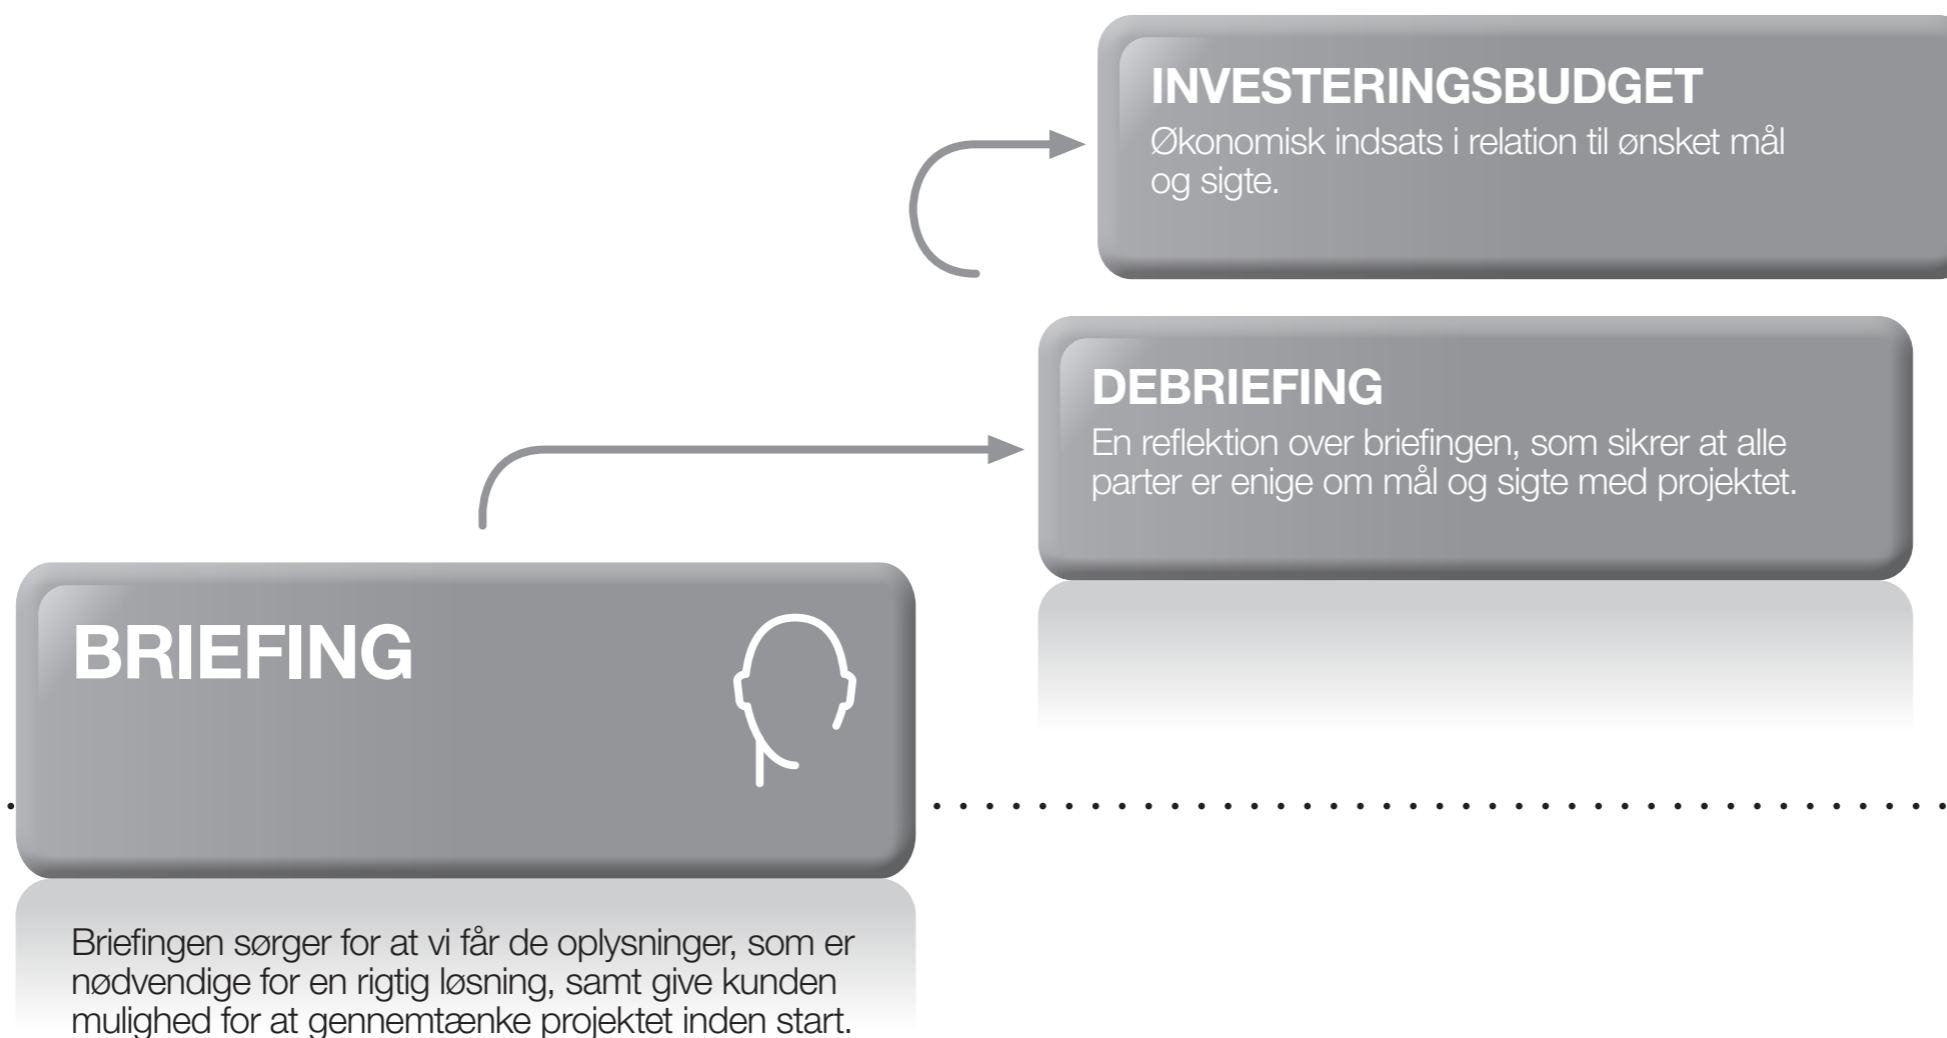 INVESTERINGSBUDGET
Økonomisk indsats i relation til ønsket mål
og sigte.
DEBRIEFING
En reflektion over briefingen, som sikrer at alle
parter er enige om mål og sigte med projektet.
BRIEFING
Briefingen sørger for at vi får de oplysninger, som er
nødvendige for en rigtig løsning, samt give kunden
mulighed for at gennemtænke projektet inden start.